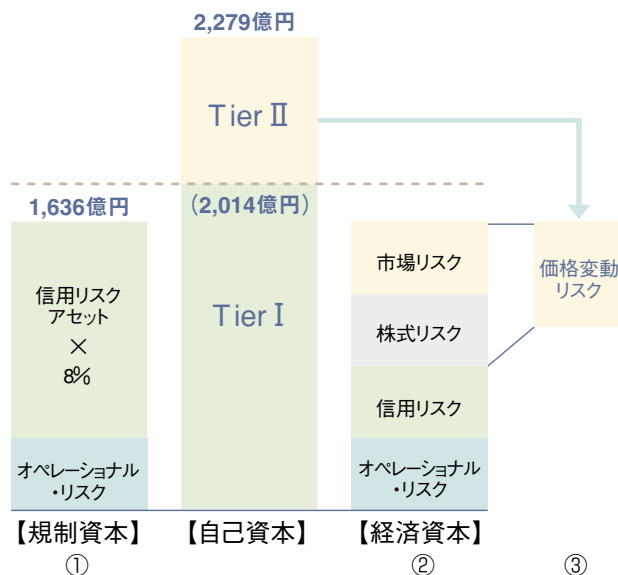 2,279億円
Tier Ⅱ
1,636億円
(2,014億円)
信用リスク
アセット
×
8%
Tier Ⅰ
市場リスク
価格変動
リスク
株式リスク
信用リスク
オペレーショナル
・リスク
オペレーショナル
・リスク
【規制資本】
【自己資本】
【経済資本】
①
②
③